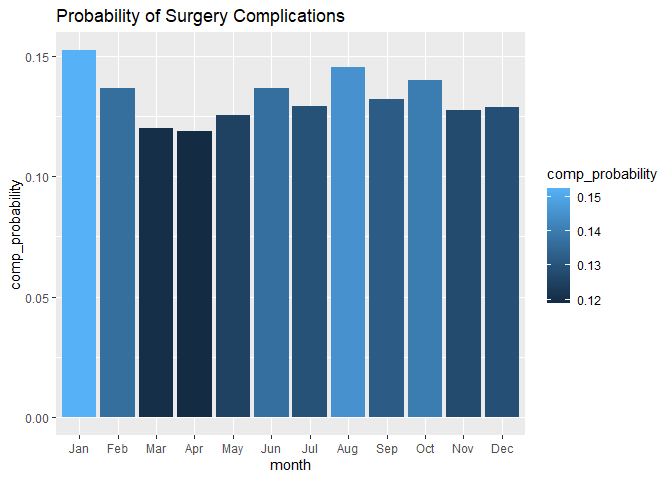 Probability of Surgery Complications
comp_probability
0.15
0.10
0.05
0.00
Jan Feb Mar Apr May Jun Jul Aug Sep Oct Nov Dec
month
comp_probability
0.15
0.14
0.13
0.12